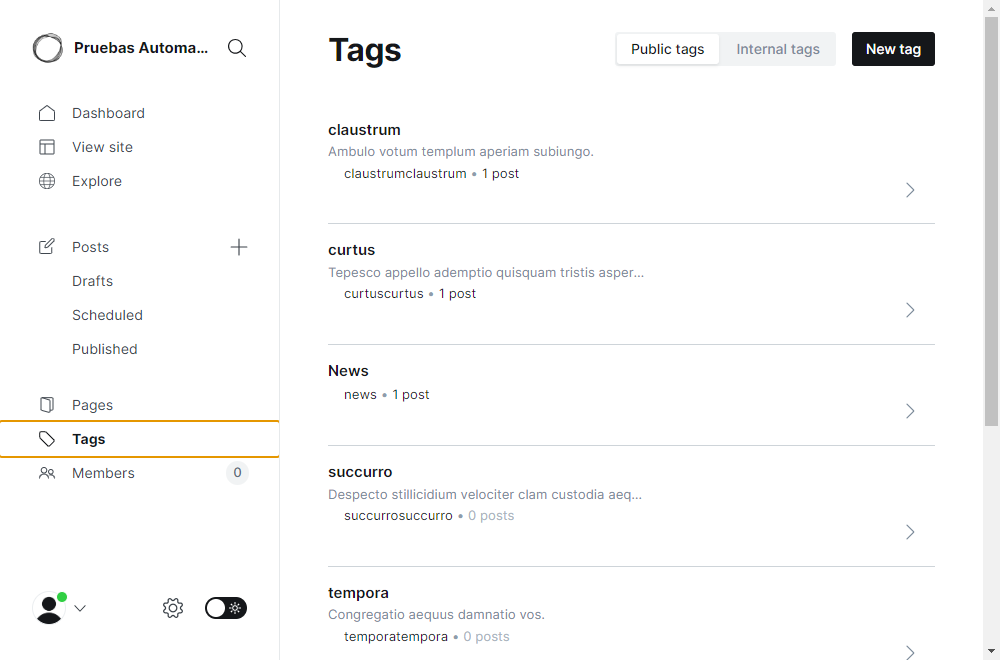 Pruebas Automa...
Dashboard
View site
Explore
Posts
Drafts
Scheduled
Published
Pages
Tags
Members
0
Tags
Public tags
Internal tags
New tag
claustrum
Ambulo votum templum aperiam subiungo.
claustrumclaustrum • 1 post
curtus
Tepesco appello ademptio quisquam tristis asper...
curtuscurtus • 1 post
News
news • 1 post
succurro
Despecto stillicidium velociter clam custodia aeq...
succurrosuccurro • 0 posts
tempora
Congregatio aequus damnatio vos.
temporatempora • 0 posts